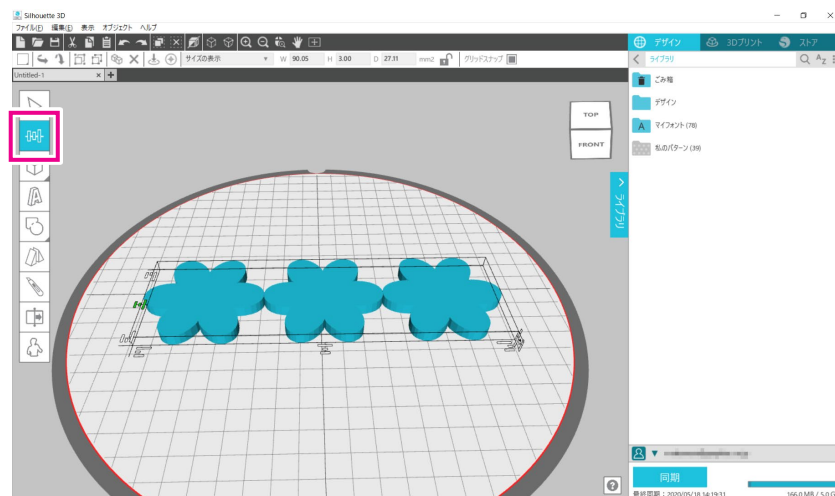 Silhouette 3D
ファイル(F) 編集(E) 表示 オブジェクト ヘルプ
サイズの表示 W 90.05 H 3.00 D 27.11 mm2 グリッドスナップ
デザイン 3Dプリント ストア
Untitled-1
ライブラリ
ごみ箱
デザイン
A マイフォント (78)
私のパターン (39)
TOP
FRONT
ライブラリ
同期
最終同期：2020/05/18 14:19:31
166.0 MB / 5.0 G